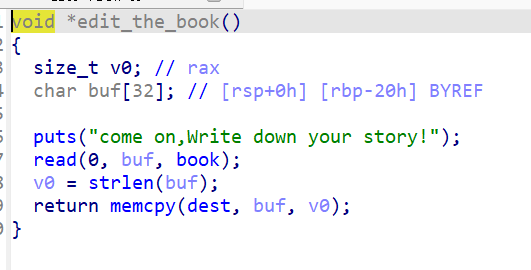 void *edit_the_book()
{
size_t v0; // rax
char buf[32]; // [rsp+0h] [rbp-20h] BYREF
puts("come on,Write down your story!");
read(0, buf, book);
v0 = strlen(buf);
return memcpy(dest, buf, v0);
}